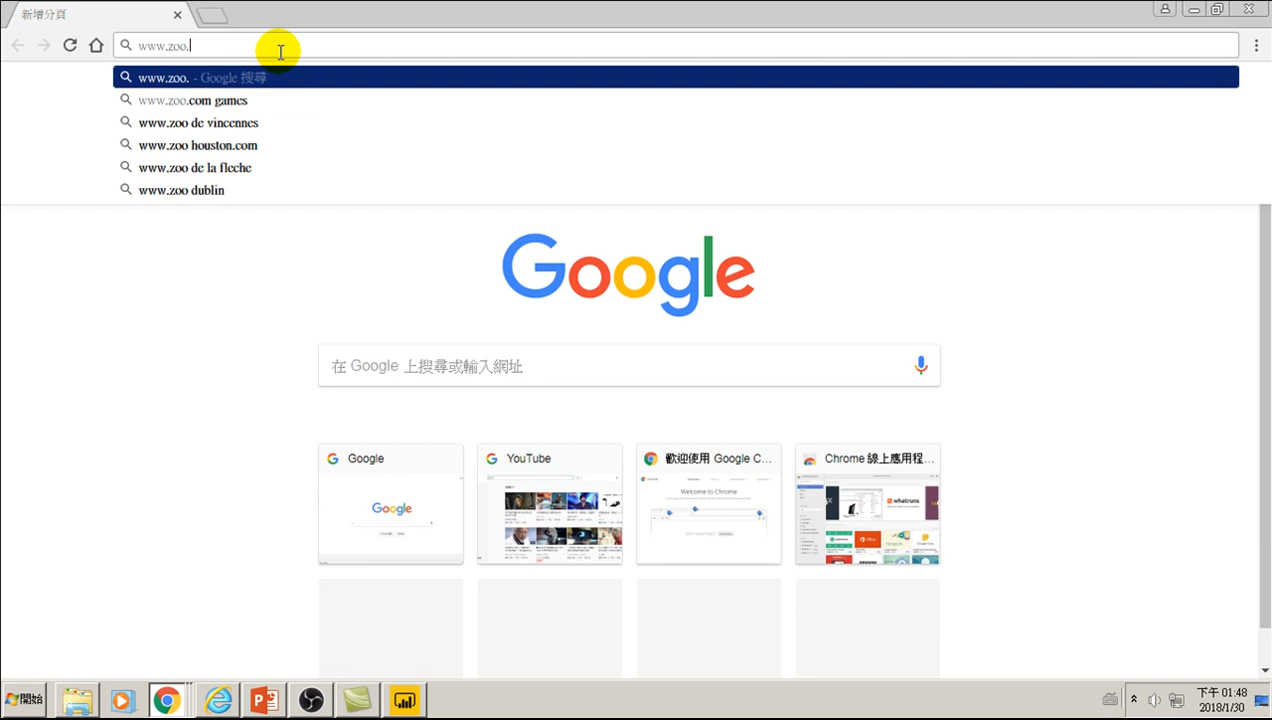 新增分頁
www.zoo.
www.zoo. - Google 搜尋
www.zoo.com games
www.zoo de vincennes
www.zoo houston.com
www.zoo de la fleche
www.zoo dublin
Google
在 Google 上搜尋或輸入網址
Google
YouTube
歡迎使用 Google C...
Chrome 線上應用程...
Google
Welcome to Chrome
whatruns
開始
下午 01:48
2018/1/30